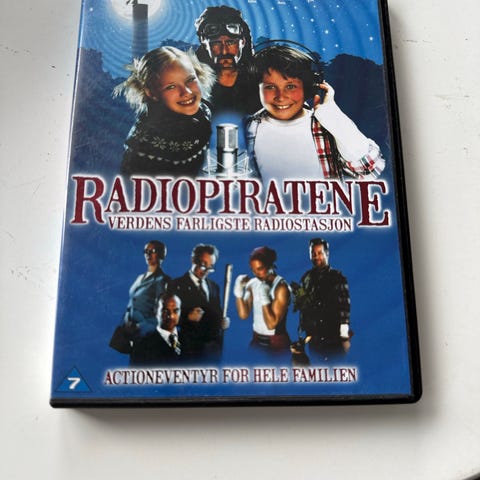 RADIOPIRATENE
VERDENS FARLIGSTE RADIOSTASJON
7
ACTIONEVENTYR FOR HELE FAMILIEN